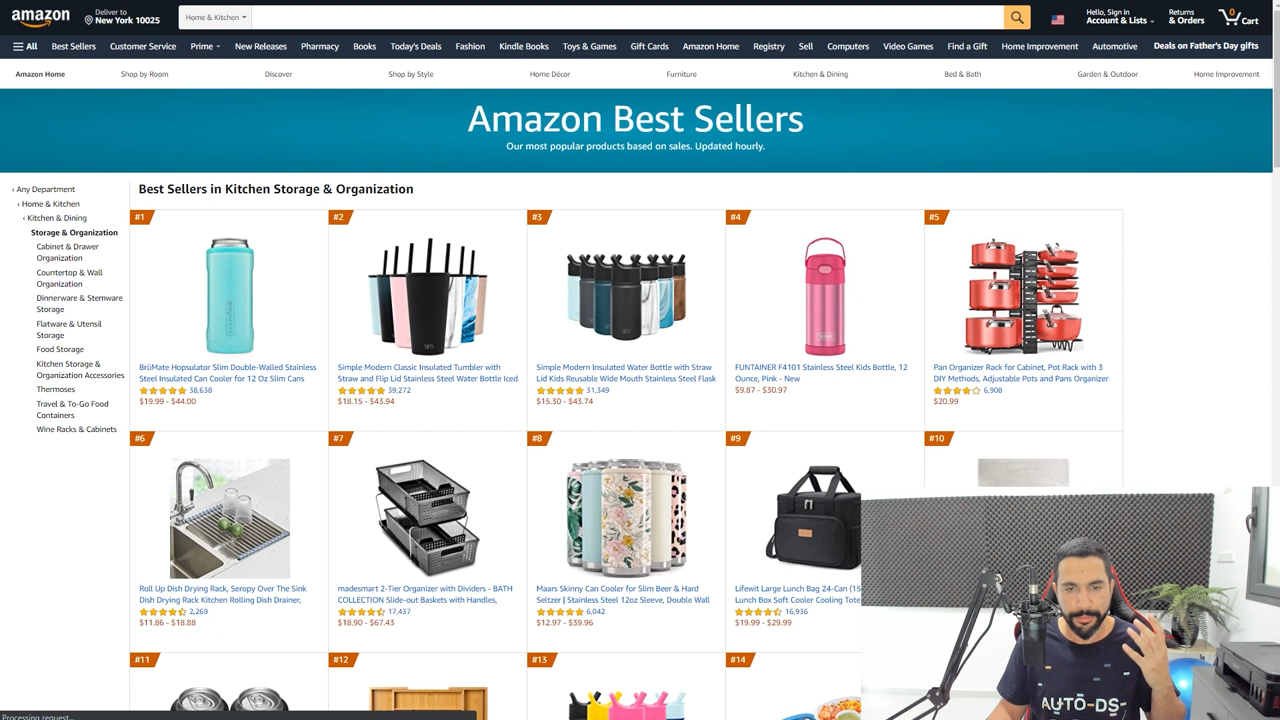 amazon
Deliver to
New York 10025
Home & Kitchen
Hello, Sign In
Account & Lists
Returns
& Orders
0
Cart
All
Best Sellers
Customer Service
Prime
New Releases
Pharmacy
Books
Today's Deals
Fashion
Kindle Books
Toys & Games
Gift Cards
Amazon Home
Registry
Sell
Computers
Video Games
Find a Gift
Home Improvement
Automotive
Deals on Father's Day gifts
Amazon Home
Shop by Room
Discover
Shop by Style
Home Décor
Furniture
Kitchen & Dining
Bed & Bath
Garden & Outdoor
Home Improvement
Amazon Best Sellers
Our most popular products based on sales. Updated hourly.
‹ Any Department
‹ Home & Kitchen
‹ Kitchen & Dining
Storage & Organization
Cabinet & Drawer
Organization
Countertop & Wall
Organization
Dinnerware & Stemware
Storage
Flatware & Utensil
Storage
Food Storage
Kitchen Storage &
Organization Accessories
Thermoses
Travel & To-Go Food
Containers
Wine Racks & Cabinets
Best Sellers in Kitchen Storage & Organization
#1
BrüMate Hopsulator Slim Double-Walled Stainless
Steel Insulated Can Cooler for 12 Oz Slim Cans
38,638
$19.99 - $44.00
#2
Simple Modern Classic Insulated Tumbler with
Straw and Flip Lid Stainless Steel Water Bottle Iced
39,272
$18.15 - $43.94
#3
Simple Modern Insulated Water Bottle with Straw
Lid Kids Reusable Wide Mouth Stainless Steel Flask
31,349
$15.30 - $43.74
#4
FUNTAINER F4101 Stainless Steel Kids Bottle, 12
Ounce, Pink - New
$9.87 - $30.97
#5
Pan Organizer Rack for Cabinet, Pot Rack with 3
DIY Methods, Adjustable Pots and Pans Organizer
6,908
$20.99
#6
Roll Up Dish Drying Rack, Seropy Over The Sink
Dish Drying Rack Kitchen Rolling Dish Drainer,
2,269
$11.86 - $18.88
#7
madesmart 2-Tier Organizer with Dividers - BATH
COLLECTION Slide-out Baskets with Handles,
17,437
$18.90 - $67.43
#8
Maars Skinny Can Cooler for Slim Beer & Hard
Seltzer | Stainless Steel 12oz Sleeve, Double Wall
6,042
$12.97 - $39.96
#9
Lifewit Large Lunch Bag 24-Can (15
Lunch Box Soft Cooler Cooling Tote
16,936
$19.99 - $29.99
#10
#11
#12
#13
#14
AUTO-DS-
Processing request...